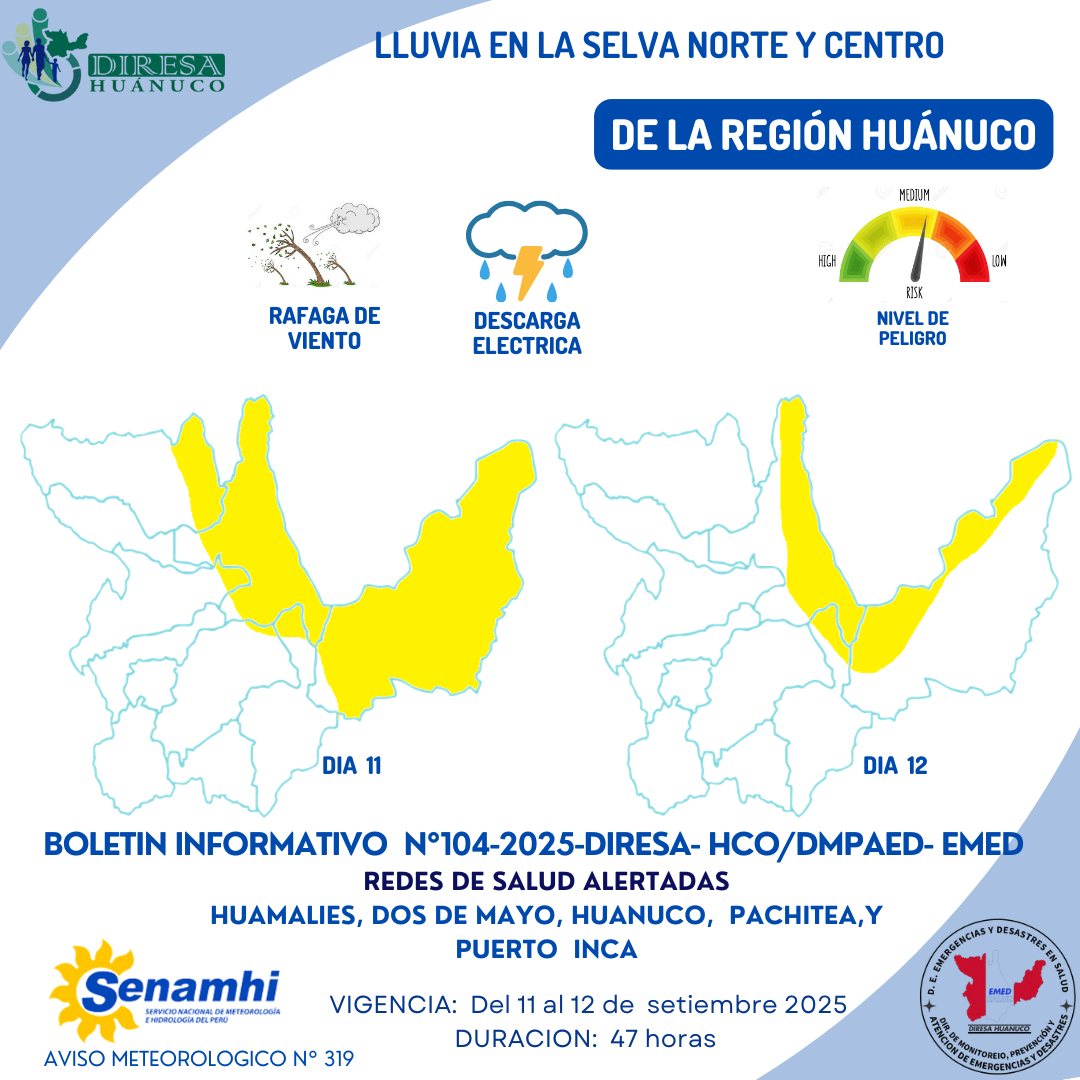 DIRESA
HUÁNUCO
LLUVIA EN LA SELVA NORTE Y CENTRO
DE LA REGIÓN HUÁNUCO
RAFAGA DE
VIENTO
DESCARGA
ELECTRICA
MEDIUM
HIGH
LOW
RISK
NIVEL DE
PELIGRO
DIA 11
DIA 12
BOLETIN INFORMATIVO N°104-2025-DIRESA- HCO/DMPAED- EMED
REDES DE SALUD ALERTADAS
HUAMALIES, DOS DE MAYO, HUANUCO, PACHITEA,Y
PUERTO INCA
Senamhi
SERVICIO NACIONAL DE METEOROLOGÍA
E HIDROLOGÍA DEL PERÚ
AVISO METEOROLOGICO N° 319
VIGENCIA: Del 11 al 12 de setiembre 2025
DURACION: 47 horas
D. E. EMERGENCIAS Y DESASTRES EN SALUD
EMED
DIRESA HUANUCO
DIR. DE MONITOREIO, PREVENCIÓN Y
ATENCION DE EMERGENCIAS Y DESASTRES